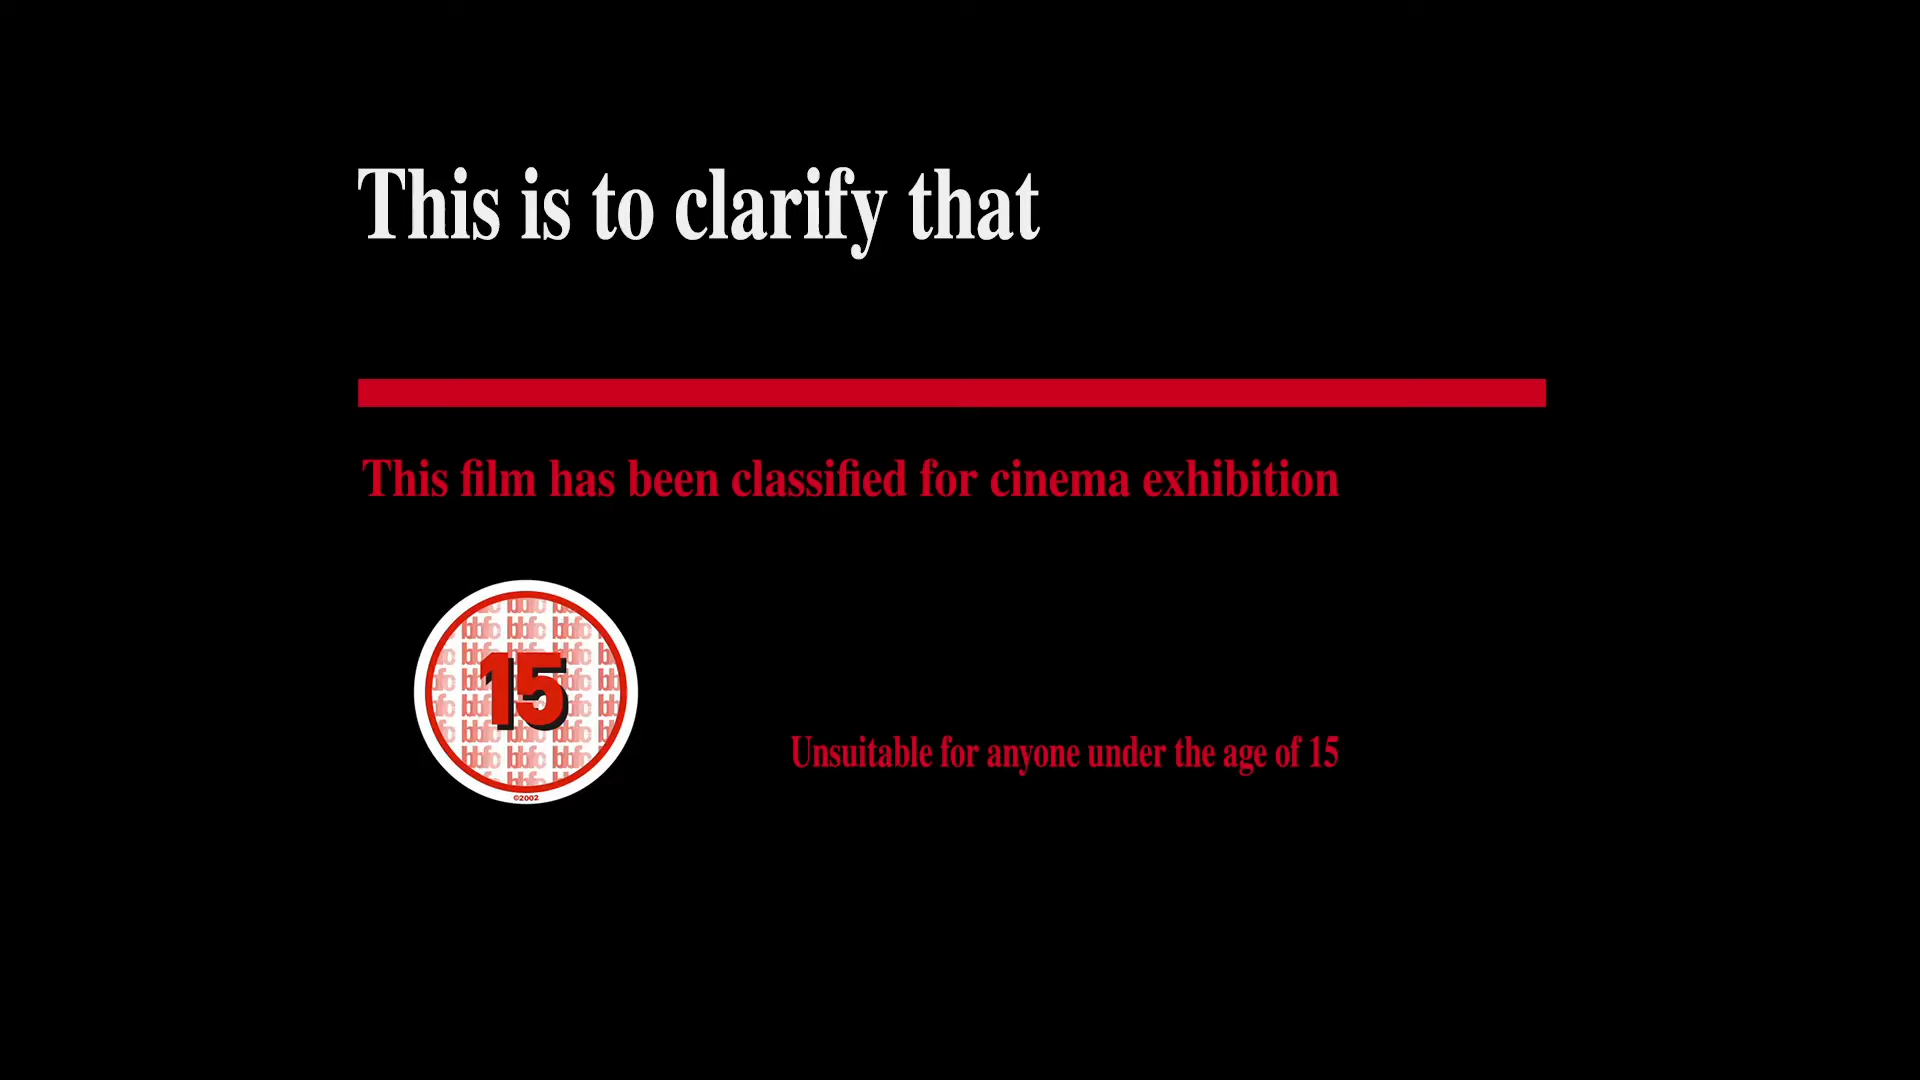 This is to clarify that
This film has been classified for cinema exhibition
15
©2002
Unsuitable for anyone under the age of 15